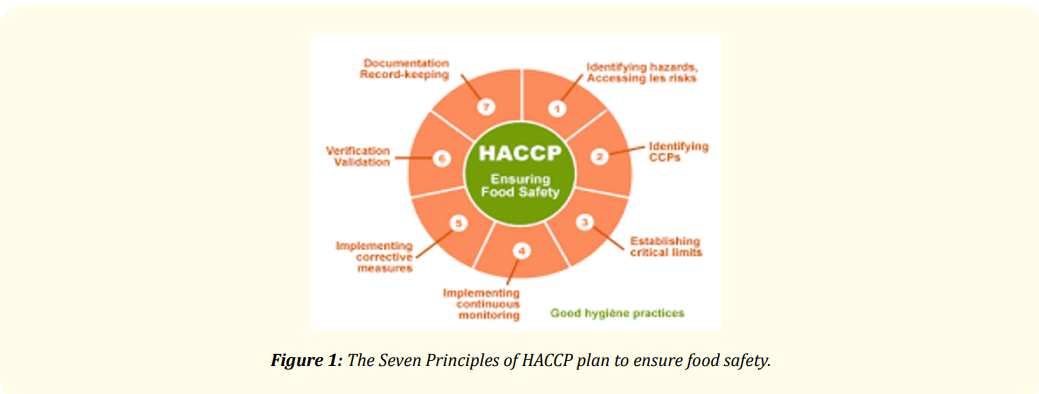 Documentation
Record-keeping
7
Identifying hazards,
Accessing les risks
1
Verification
Validation
6
HACCP
Ensuring
Food Safety
Identifying
CCPs
2
Implementing
corrective
measures
5
Establishing
critical limits
3
Implementing
continuous
monitoring
4
Good hygiène practices
Figure 1: The Seven Principles of HACCP plan to ensure food safety.